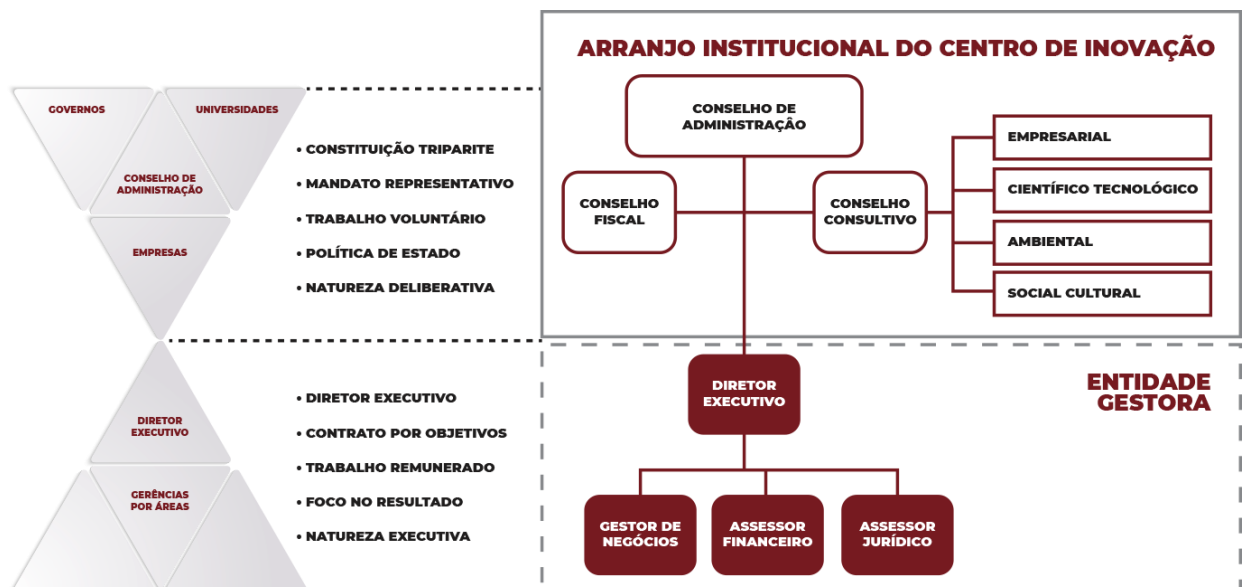 ARRANJO INSTITUCIONAL DO CENTRO DE INOVAÇÃO
GOVERNOS
UNIVERSIDADES
CONSELHO DE
ADMINISTRAÇÃO
EMPRESAS
• CONSTITUIÇÃO TRIPARITE
• MANDATO REPRESENTATIVO
• TRABALHO VOLUNTÁRIO
• POLÍTICA DE ESTADO
• NATUREZA DELIBERATIVA
CONSELHO DE
ADMINISTRAÇÂO
CONSELHO
FISCAL
CONSELHO
CONSULTIVO
EMPRESARIAL
CIENTÍFICO TECNOLÓGICO
AMBIENTAL
SOCIAL CULTURAL
DIRETOR
EXECUTIVO
GERÊNCIAS
POR ÁREAS
• DIRETOR EXECUTIVO
• CONTRATO POR OBJETIVOS
• TRABALHO REMUNERADO
• FOCO NO RESULTADO
• NATUREZA EXECUTIVA
DIRETOR
EXECUTIVO
ENTIDADE
GESTORA
GESTOR DE
NEGÓCIOS
ASSESSOR
FINANCEIRO
ASSESSOR
JURÍDICO